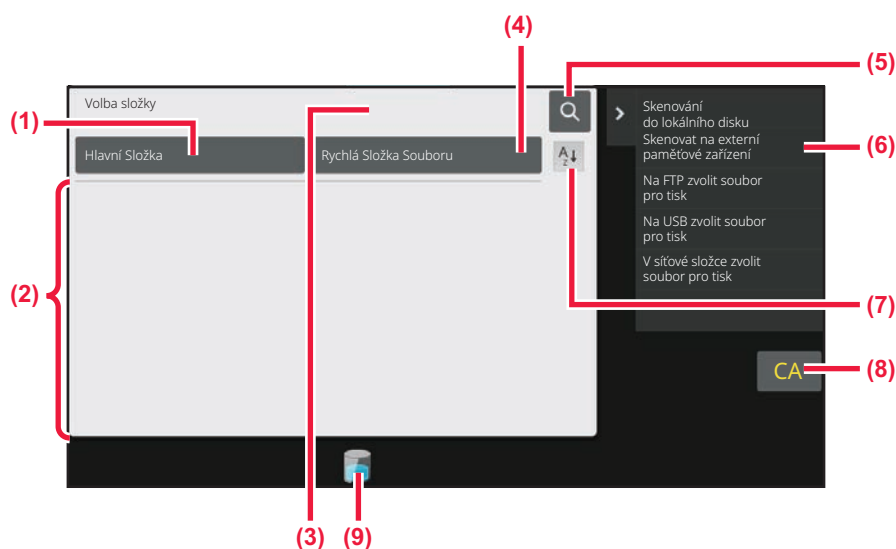 (4)
(5)
Volba složky
(1)
Hlavní Složka
Rychlá Složka Souboru
A
Z
Skenování
do lokálního disku
Skenovat na externí
paměťové zařízení
(6)
Na FTP zvolit soubor
pro tisk
Na USB zvolit soubor
pro tisk
V síťové složce zvolit
soubor pro tisk
(2)
(7)
CA
(8)
(3)
(9)